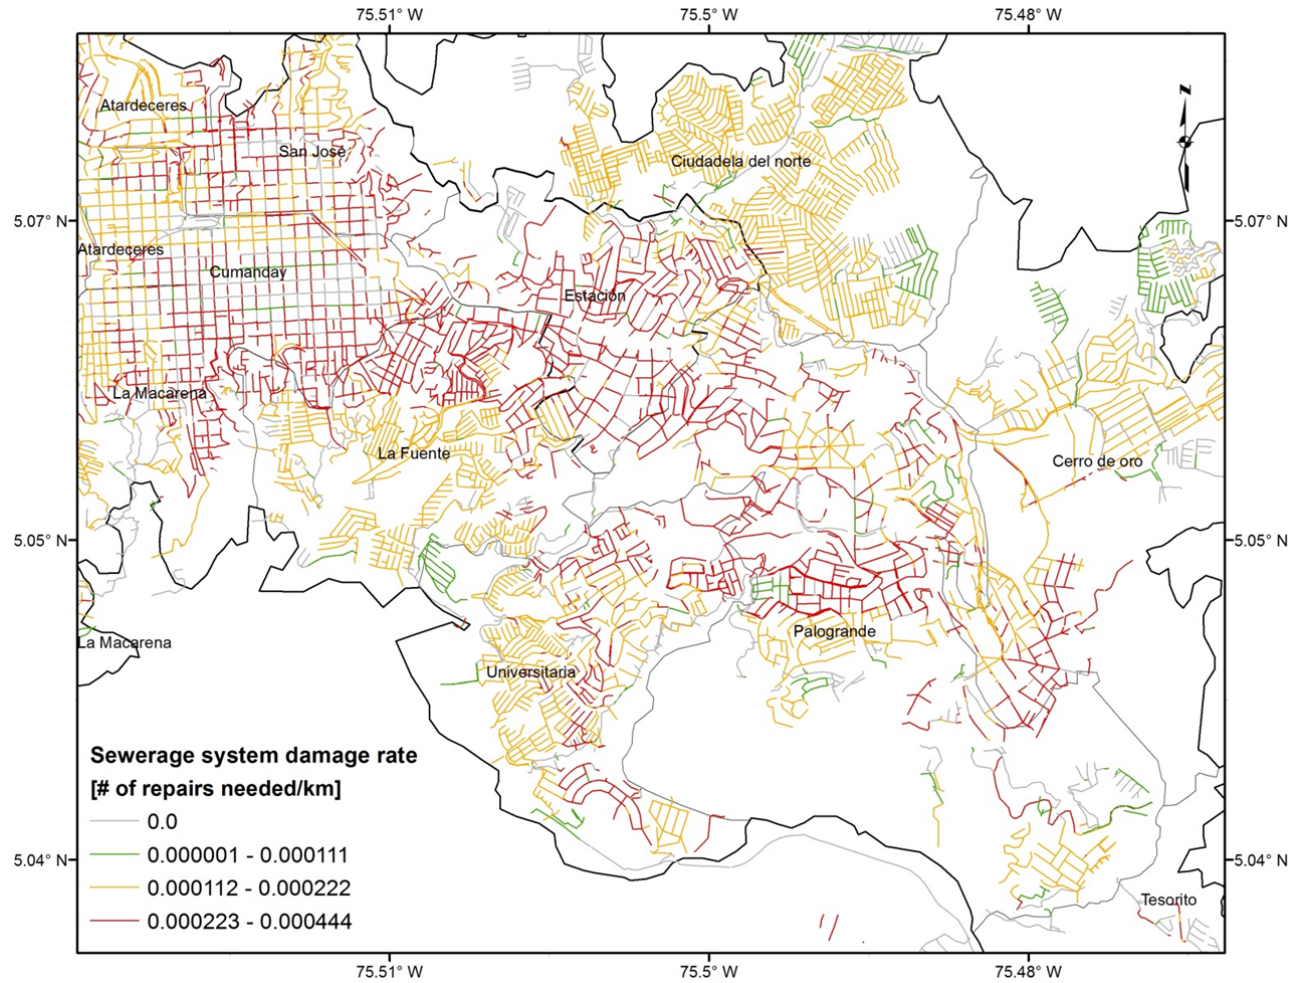 75.51° W
75.5° W
75.48° W
Atardeceres
San José
Ciudadela del norte
N
5.07° N
5.07° N
Atardeceres
Cumanday
Estación
La Macarena
La Fuente
Cerro de oro
5.05° N
5.05° N
Palogrande
La Macarena
Universitaria
Sewerage system damage rate
[# of repairs needed/km]
0.0
0.000001 - 0.000111
0.000112 - 0.000222
0.000223 - 0.000444
5.04° N
5.04° N
Tesorito
75.51° W
75.5° W
75.48° W